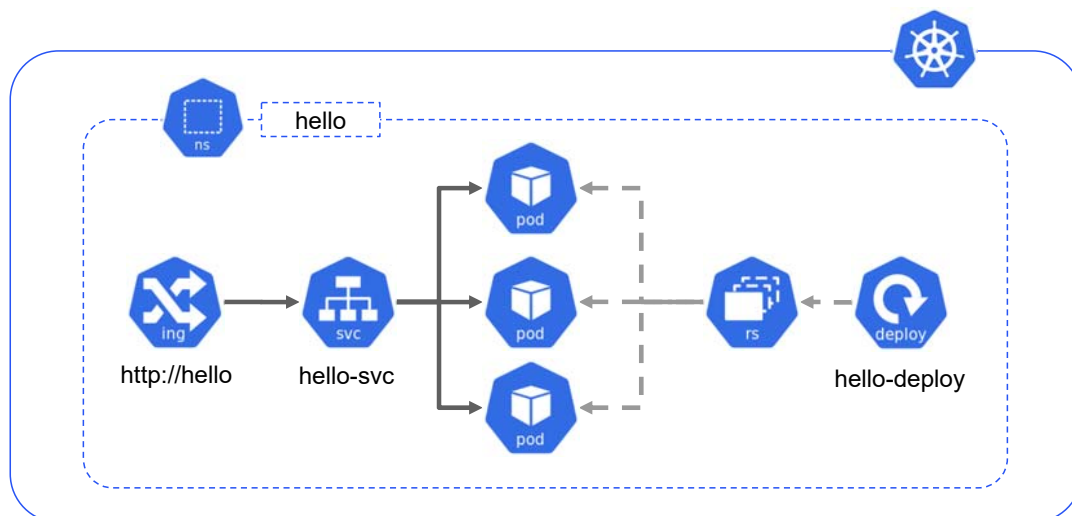 hello
ns
pod
ing
svc
pod
rs
deploy
http://hello
hello-svc
hello-deploy
pod